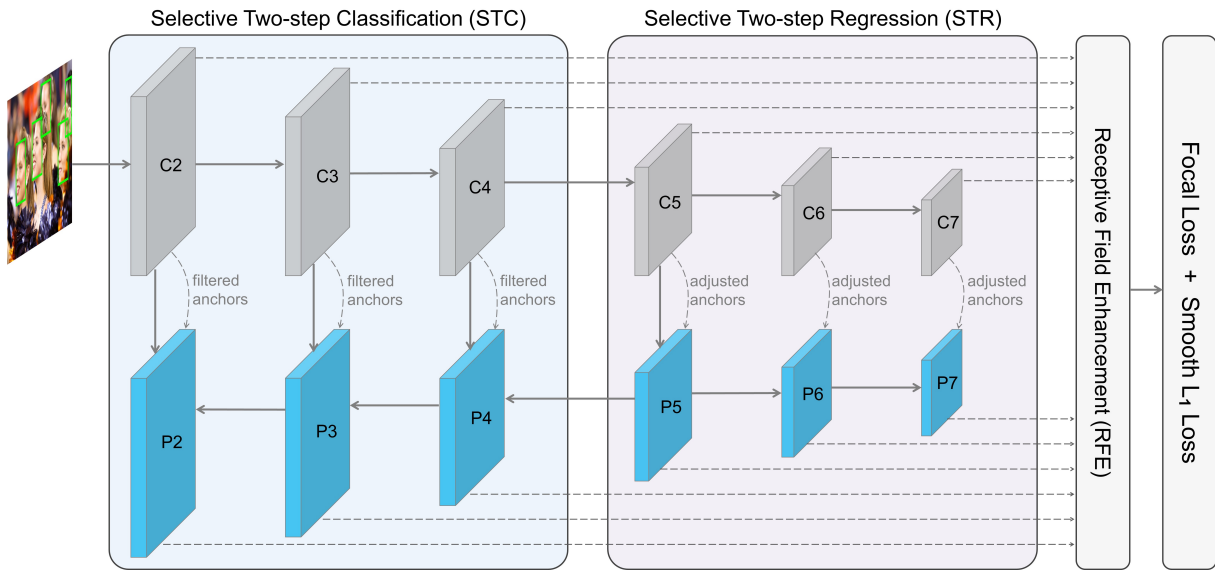 Selective Two-step Classification (STC)
Selective Two-step Regression (STR)
C2
C3
C4
C5
C6
C7
filtered
anchors
filtered
anchors
filtered
anchors
adjusted
anchors
adjusted
anchors
adjusted
anchors
P2
P3
P4
P5
P6
P7
Receptive Field Enhancement (RFE)
Focal Loss + Smooth L₁ Loss